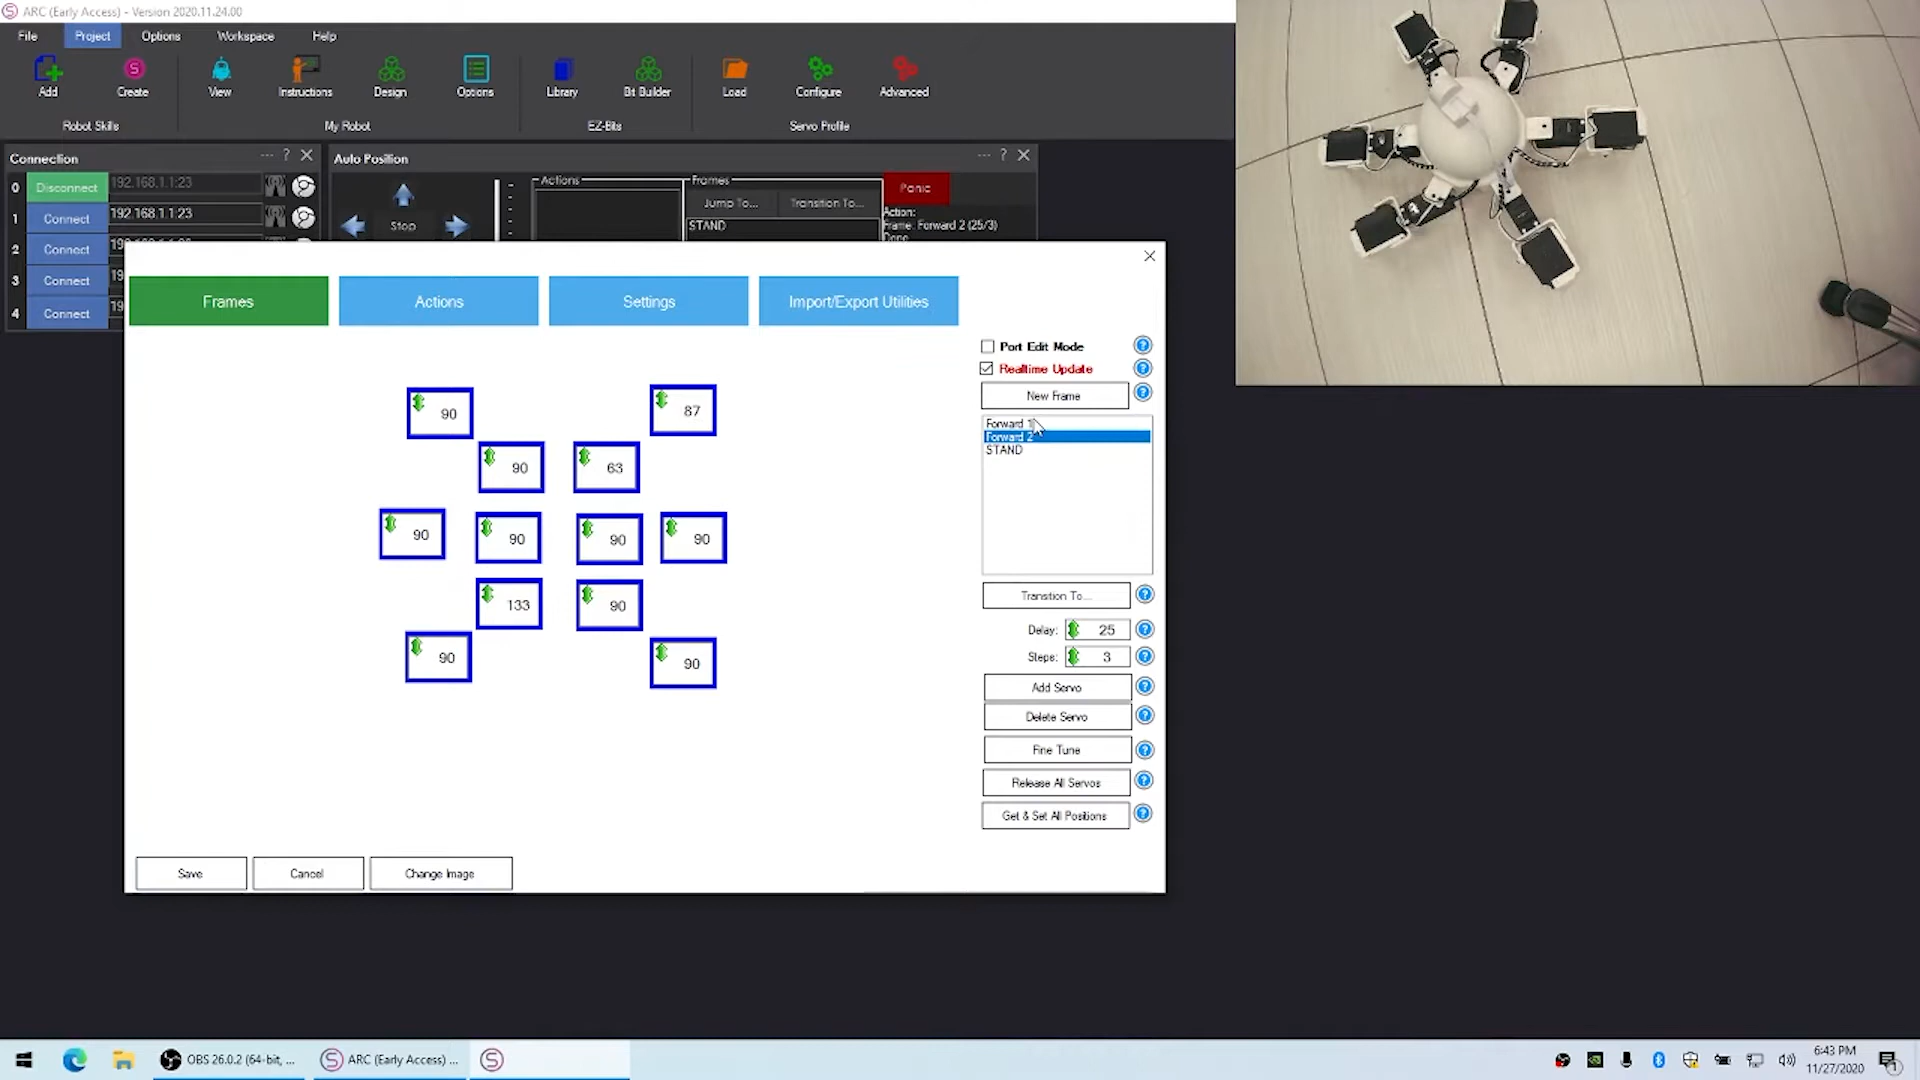 ARC (Early Access) - Version 2020.11.24.00
File Project Options Workspace Help
Add Create View Instructions Design Options Library Bit Builder Load Configure Advanced
Robot Skills My Robot EZ-Bits Servo Profile
Connection ... ?
Auto Position ... ?
0 Disconnect 192.168.1.1:23
1 Connect 192.168.1.1:23
2 Connect
3 Connect
4 Connect
Stop
Actions
Frames
Jump To... Transition To...
STAND
Panic
Action:
Frame: Forward 2 (25/3)
Done
Frames Actions Settings Import/Export Utilities
90 87
90 63
90 90 90 90
133 90
90 90
Port Edit Mode ?
Realtime Update ?
New Frame ?
Forward 1
Forward 2
STAND
Transtion To... ?
Delay: 25 ?
Steps: 3 ?
Add Servo ?
Delete Servo ?
Fine Tune ?
Release All Servos ?
Get & Set All Positions ?
Save Cancel Change Image
OBS 26.0.2 (64-bit, ...
ARC (Early Access) ...
6:43 PM
11/27/2020